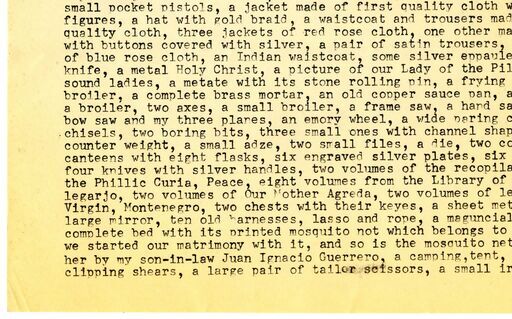 small pocket pistols, a jacket made of first quality cloth w
figures, a hat with gold braid, a waistcoat and trousers mad
quality cloth, three jackets of red rose cloth, one other ma
with buttons covered with silver, a pair of satin trousers,
of blue rose cloth, an Indian waistcoat, some silver eppaule
knife, a metal Holy Christ, a picture of our Lady of the Pil
sound ladies, a metate with its stone rolling pin, a frying
broiler, a complete brass mortar, an old copper sauce pan, a
a broiler, two axes, a small broiler, a frame saw, a hard sa
bow saw and my three planes, an emory wheel, a wide paring c
chisels, two boring bits, three small ones with channel shap
counter weight, a small adze, two small files, a die, two co
canteens with eight flasks, six engraved silver plates, six
four knives with silver handles, two volumes of the recopila
the Phillic Curia, Peace, eight volumes from the Library of
legarjo, two volumes of Our Mother Agreda, two volumes of le
Virgin, Montenegro, two chests with their keyes, a sheet met
large mirror, ten old harnesses, lasso and rope, a maguncial
complete bed with its printed mosquito not which belongs to
we started our matrimony with it, and so is the mosquito net
her by my son-in-law Juan Ignacio Guerrero, a camping,tent,
clipping shears, a large pair of tailor scissors, a small ir